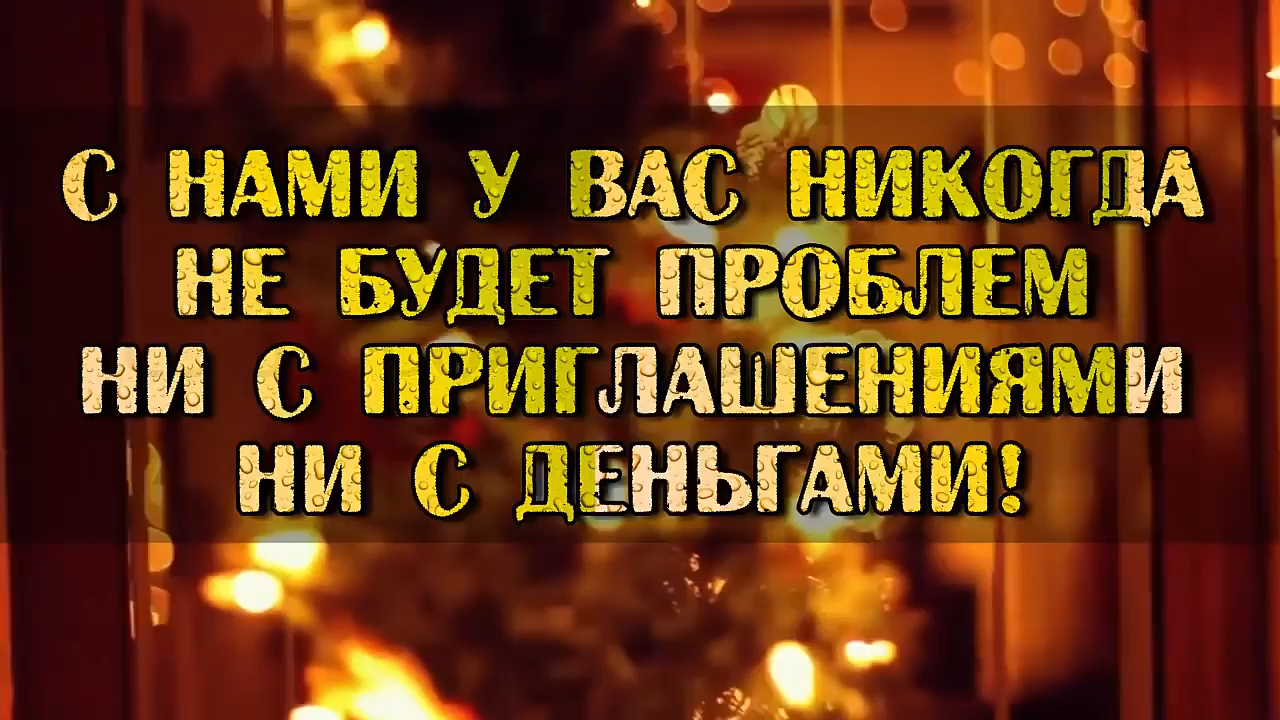 С НАМИ У ВАС НИКОГДА
НЕ БУДЕТ ПРОБЛЕМ
НИ С ПРИГЛАШЕНИЯМИ
НИ С ДЕНЬГАМИ!